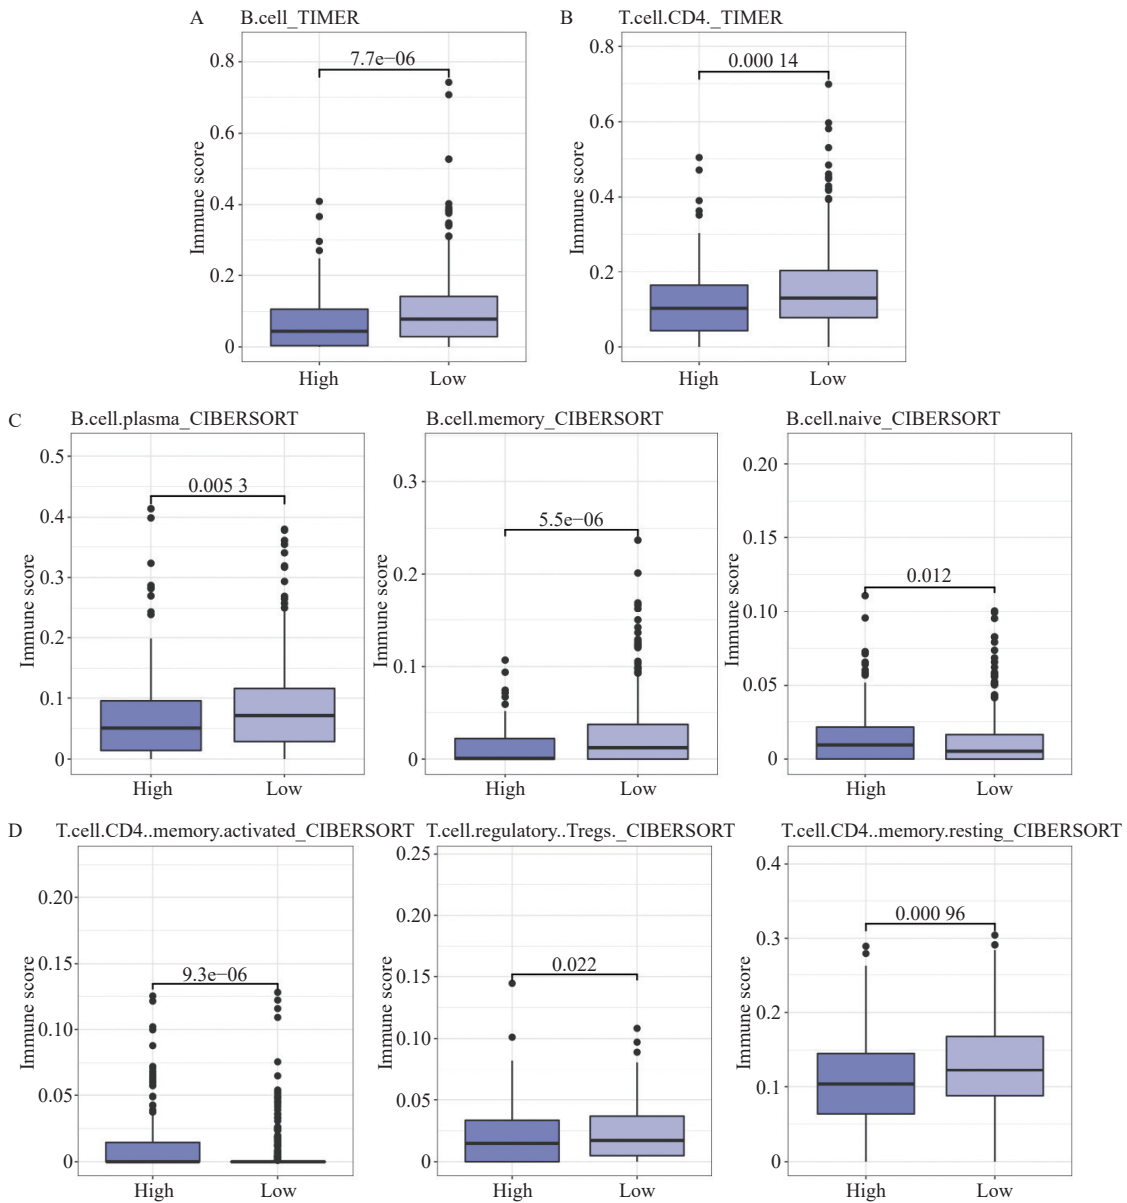 A B.cell_TIMER
0.8
0.6
0.4
0.2
0
Immune score
7.7e−06
High Low
B T.cell.CD4._TIMER
0.8
0.6
0.4
0.2
0
Immune score
0.000 14
High Low
C B.cell.plasma_CIBERSORT
0.5
0.4
0.3
0.2
0.1
0
Immune score
0.005 3
High Low
B.cell.memory_CIBERSORT
0.3
0.2
0.1
0
Immune score
5.5e−06
High Low
B.cell.naive_CIBERSORT
0.20
0.15
0.10
0.05
0
Immune score
0.012
High Low
D T.cell.CD4..memory.activated_CIBERSORT
0.20
0.15
0.10
0.05
0
Immune score
9.3e−06
High Low
T.cell.regulatory..Tregs._CIBERSORT
0.25
0.20
0.15
0.10
0.05
0
Immune score
0.022
High Low
T.cell.CD4..memory.resting_CIBERSORT
0.4
0.3
0.2
0.1
0
Immune score
0.000 96
High Low